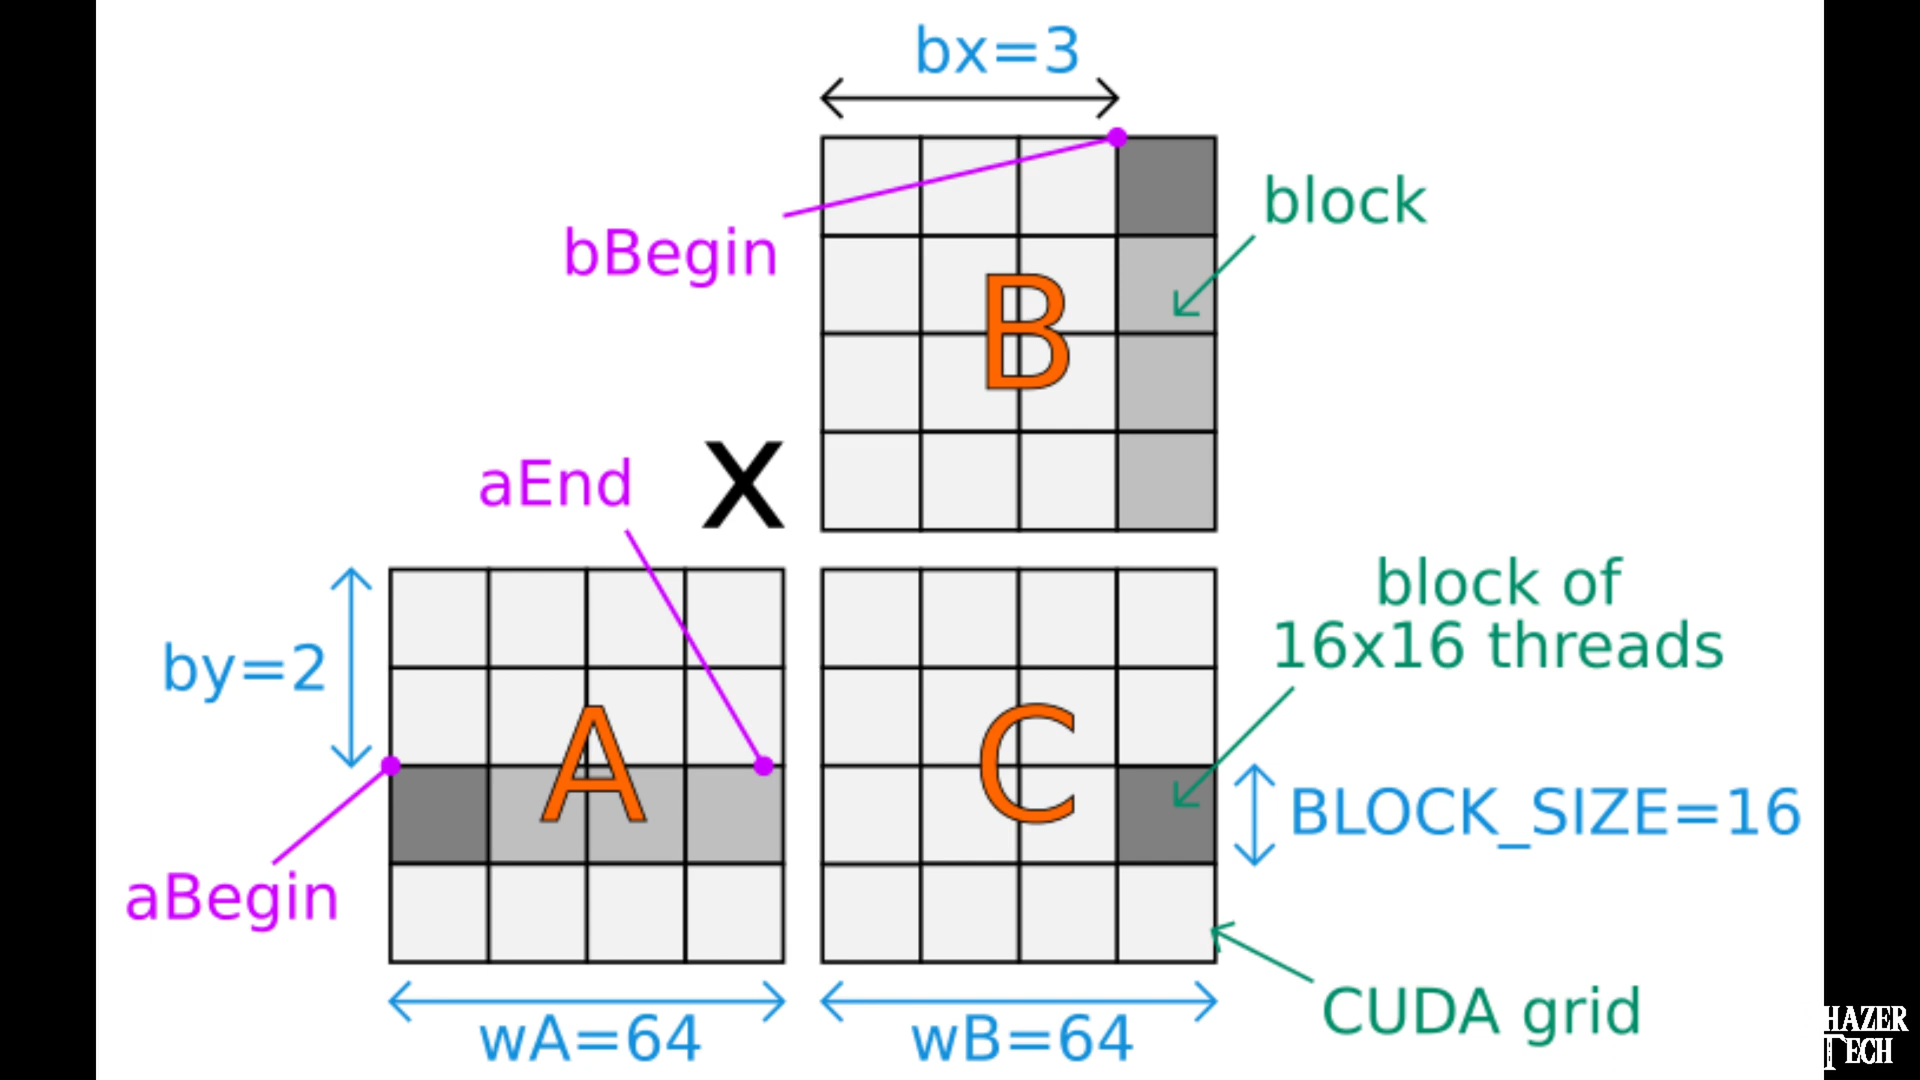 bx=3
block
bBegin
B
X
aEnd
block of
16x16 threads
by=2
A
C
BLOCK_SIZE=16
aBegin
CUDA grid
wA=64
wB=64
HAZER
TECH